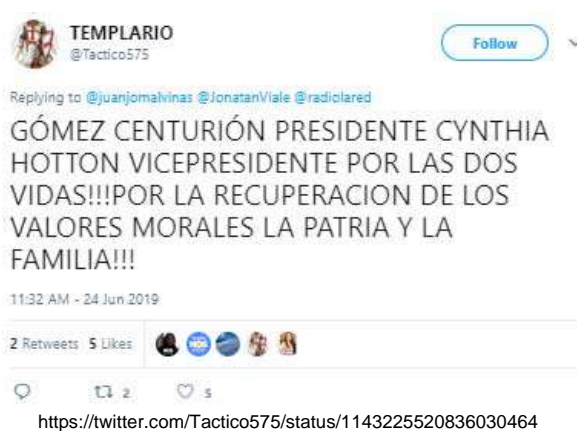 TEMPLARIO
@Tactico575
Follow
Replying to @juanjomalvinas @JonatanViale @radiolared
GÓMEZ CENTURIÓN PRESIDENTE CYNTHIA
HOTTON VICEPRESIDENTE POR LAS DOS
VIDAS!!!POR LA RECUPERACION DE LOS
VALORES MORALES LA PATRIA Y LA
FAMILIA!!!
11:32 AM - 24 Jun 2019
2 Retweets 5 Likes
2 5
https://twitter.com/Tactico575/status/1143225520836030464